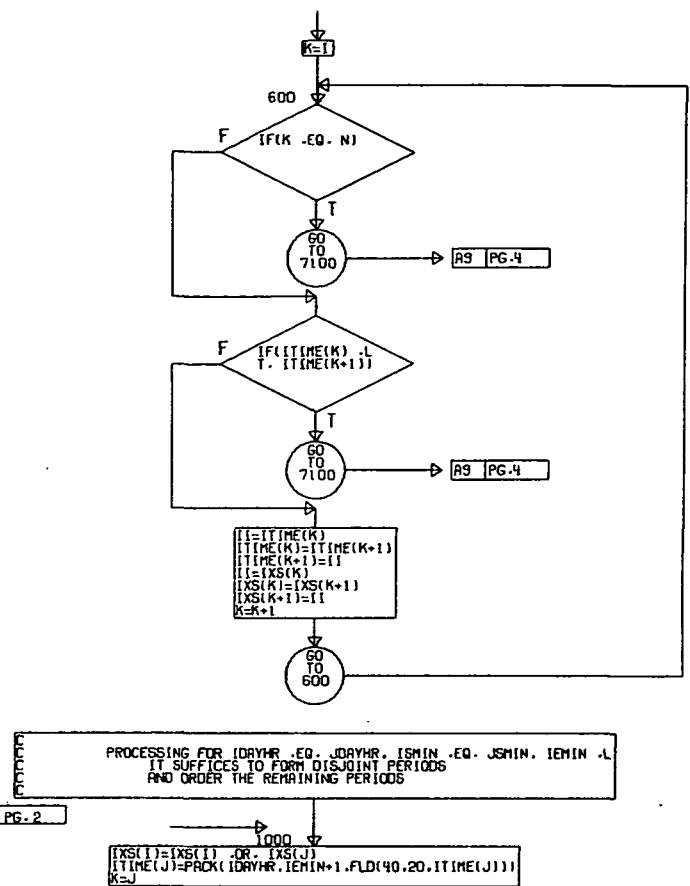 K=I
600
IF(K .EQ. N)
F
T
GO
TO
7100
A9 PG.4
F
IF(ITIME(K) .L
T. ITIME(K+1))
T
GO
TO
7100
A9 PG.4
II=ITIME(K)
ITIME(K)=ITIME(K+1)
ITIME(K+1)=II
II=IXS(K)
IXS(K)=IXS(K+1)
IXS(K+1)=II
K=K+1
GO
TO
600
C
C PROCESSING FOR IDAYHR .EQ. JDAYHR, ISMIN .EQ. JSMIN, IEMIN .L
C IT SUFFICES TO FORM DISJOINT PERIODS
C AND ORDER THE REMAINING PERIODS
C
PG.2
1000
IXS(I)=IXS(I) .OR. IXS(J)
ITIME(J)=PACK(IDAYHR,IEMIN+1,FLD(40,20,ITIME(J)))
K=J